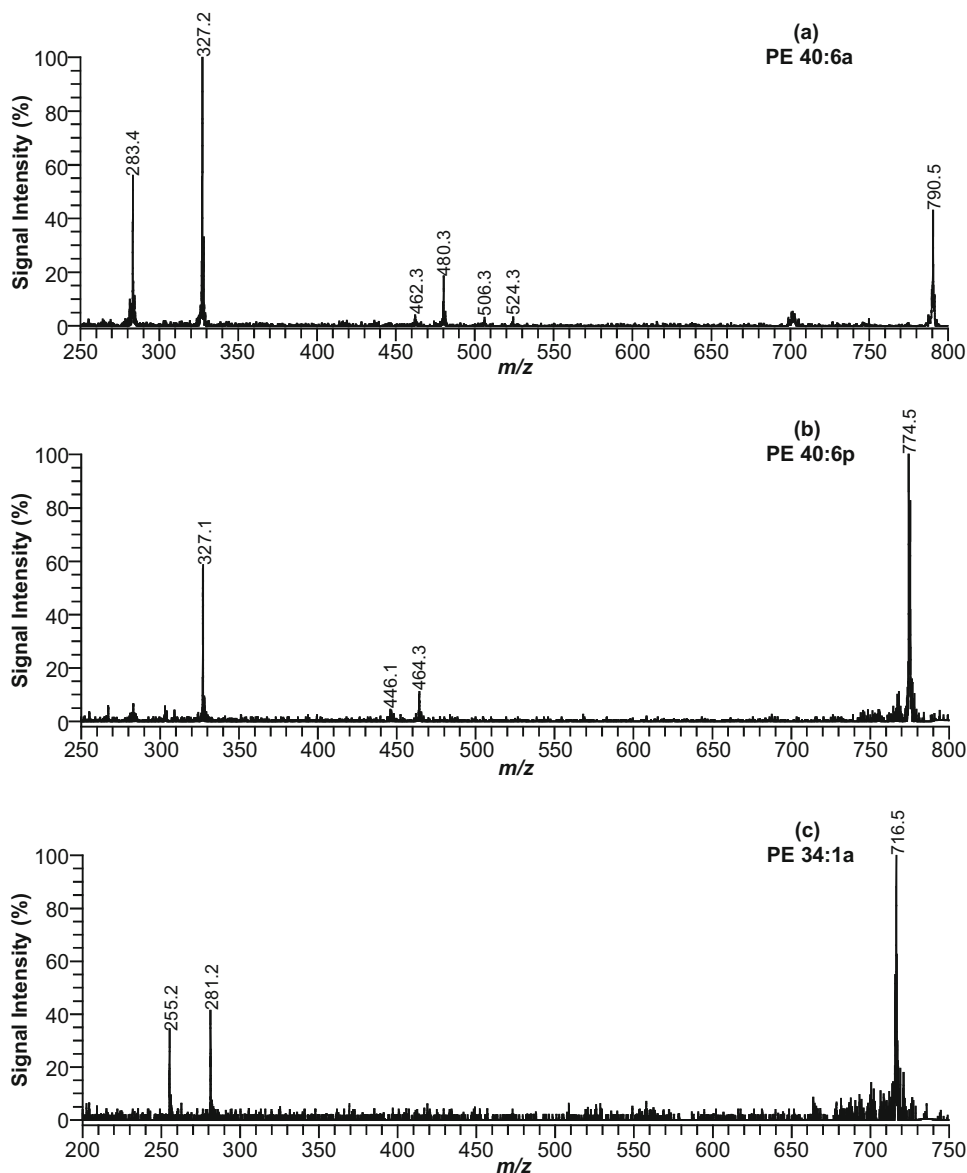 (a)
PE 40:6a
Signal Intensity (%)
100
80
60
40
20
0
283.4
327.2
462.3
480.3
506.3
524.3
790.5
250 300 350 400 450 500 550 600 650 700 750 800
m/z
(b)
PE 40:6p
Signal Intensity (%)
100
80
60
40
20
0
327.1
446.1
464.3
774.5
250 300 350 400 450 500 550 600 650 700 750 800
m/z
(c)
PE 34:1a
Signal Intensity (%)
100
80
60
40
20
0
255.2
281.2
716.5
200 250 300 350 400 450 500 550 600 650 700 750
m/z